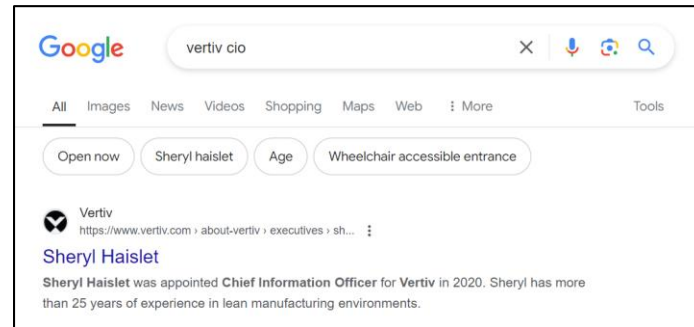 Google
vertiv cio
All Images News Videos Shopping Maps Web More Tools
Open now Sheryl haislet Age Wheelchair accessible entrance
Vertiv
https://www.vertiv.com › about-vertiv › executives › sh...
Sheryl Haislet
Sheryl Haislet was appointed Chief Information Officer for Vertiv in 2020. Sheryl has more
than 25 years of experience in lean manufacturing environments.